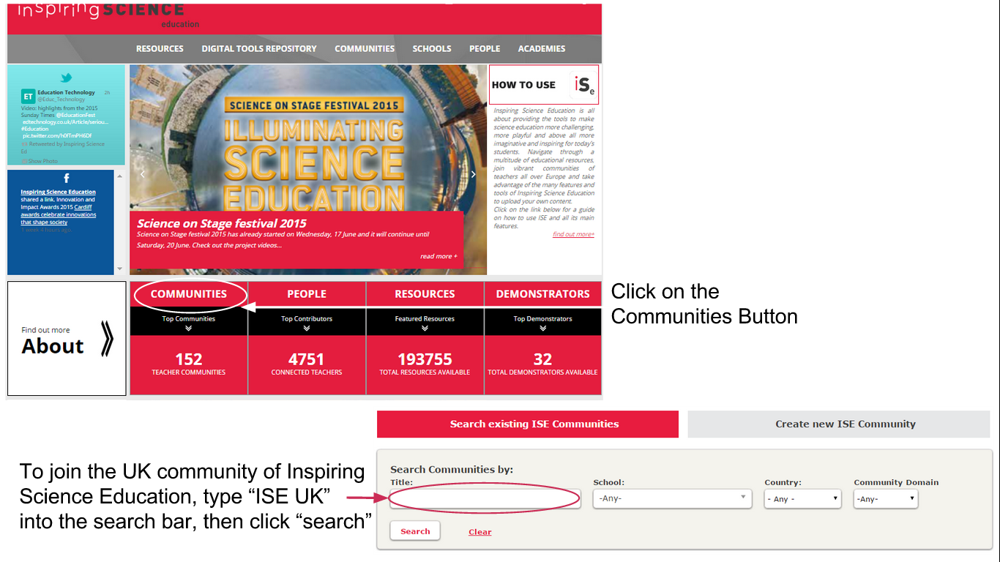 inspiring SCIENCE
education
RESOURCES DIGITAL TOOLS REPOSITORY COMMUNITIES SCHOOLS PEOPLE ACADEMIES
ET Education Technology 2h
@Educ_Technology
Video: highlights from the 2015
Sunday Times @EducationFest
edtechnology.co.uk/Article/seriou...
#Education
pic.twitter.com/h0fTmPH6Df
Retweeted by Inspiring Science
Ed
Show Photo
f
Inspiring Science Education
shared a link. Innovation and
Impact Awards 2015 Cardiff
awards celebrate innovations
that shape society
1 week 4 hours ago.
SCIENCE ON STAGE FESTIVAL 2015
ILLUMINATING
SCIENCE
EDUCATION
Science on Stage festival 2015
Science on Stage festival 2015 has already started on Wednesday, 17 June and it will continue until
Saturday, 20 June. Check out the project videos...
read more +
HOW TO USE iSe
Inspiring Science Education is all
about providing the tools to make
science education more challenging,
more playful and above all more
imaginative and inspiring for today's
students. Navigate through a
multitude of educational resources,
join vibrant communities of
teachers all over Europe and take
advantage of the many features and
tools of Inspiring Science Education
to upload your own content.
Click on the link below for a guide
on how to use ISE and all its main
features.
find out more+
Find out more
About
COMMUNITIES PEOPLE RESOURCES DEMONSTRATORS
Top Communities Top Contributors Featured Resources Top Demonstrators
152 4751 193755 32
TEACHER COMMUNITIES CONNECTED TEACHERS TOTAL RESOURCES AVAILABLE TOTAL DEMONSTRATORS AVAILABLE
Click on the
Communities Button
To join the UK community of Inspiring
Science Education, type “ISE UK”
into the search bar, then click “search”
Search existing ISE Communities Create new ISE Community
Search Communities by:
Title: School: Country: Community Domain
-Any- - Any - -Any-
Search Clear